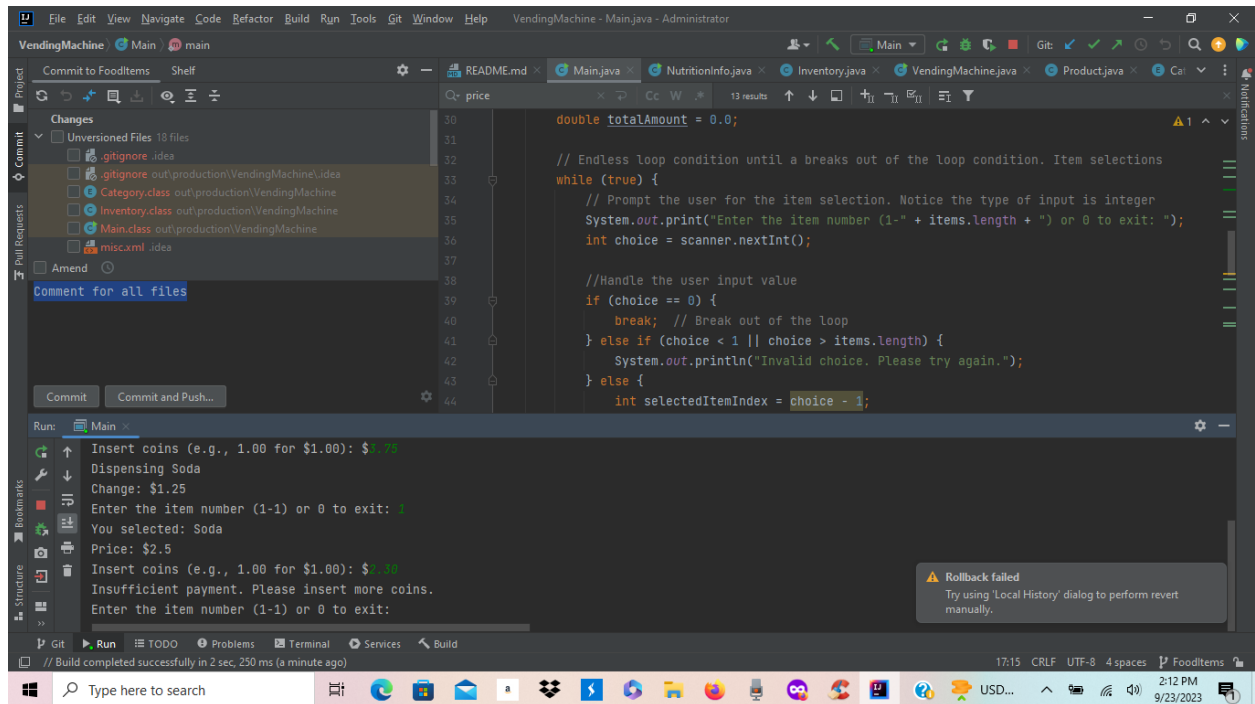 File Edit View Navigate Code Refactor Build Run Tools Git Window Help VendingMachine - Main.java - Administrator
VendingMachine Main main
Main Git:
Project
Commit to FoodItems Shelf
README.md Main.java NutritionInfo.java Inventory.java VendingMachine.java Product.java Cat
Notifications
price Cc W .* 13 results
Commit
Pull Requests
Changes
Unversioned Files 18 files
.gitignore .idea
.gitignore out\production\VendingMachine\.idea
Category.class out\production\VendingMachine
Inventory.class out\production\VendingMachine
Main.class out\production\VendingMachine
misc.xml .idea
Amend
Comment for all files
Commit Commit and Push...
30 double totalAmount = 0.0;
1
31
32 // Endless loop condition until a breaks out of the loop condition. Item selections
33 while (true) {
34 // Prompt the user for the item selection. Notice the type of input is integer
35 System.out.print("Enter the item number (1-" + items.length + ") or 0 to exit: ");
36 int choice = scanner.nextInt();
37
38 //Handle the user input value
39 if (choice == 0) {
40 break; // Break out of the loop
41 } else if (choice < 1 || choice > items.length) {
42 System.out.println("Invalid choice. Please try again.");
43 } else {
44 int selectedItemIndex = choice - 1;
Run: Main
Bookmarks
Structure
Insert coins (e.g., 1.00 for $1.00): $3.75
Dispensing Soda
Change: $1.25
Enter the item number (1-1) or 0 to exit: 1
You selected: Soda
Price: $2.5
Insert coins (e.g., 1.00 for $1.00): $2.30
Insufficient payment. Please insert more coins.
Enter the item number (1-1) or 0 to exit:
Rollback failed
Try using 'Local History' dialog to perform revert
manually.
Git Run TODO Problems Terminal Services Build
// Build completed successfully in 2 sec, 250 ms (a minute ago) 17:15 CRLF UTF-8 4 spaces FoodItems
Type here to search USD... 2:12 PM
9/23/2023